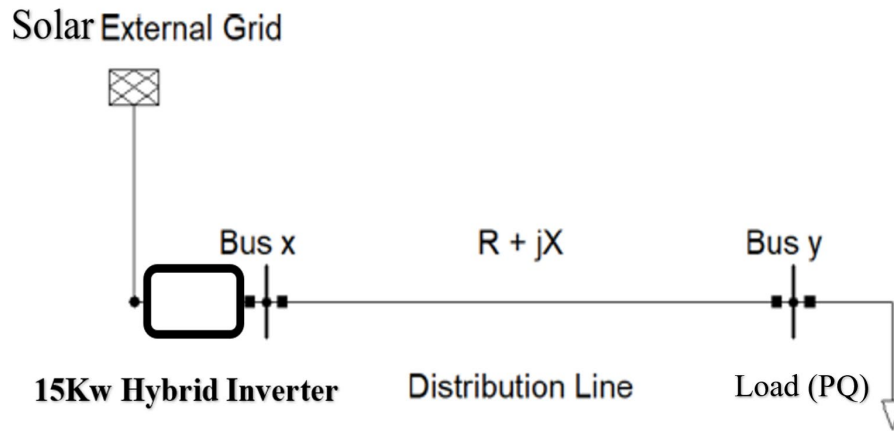 Solar External Grid
Bus x
R + jX
Bus y
15Kw Hybrid Inverter
Distribution Line
Load (PQ)